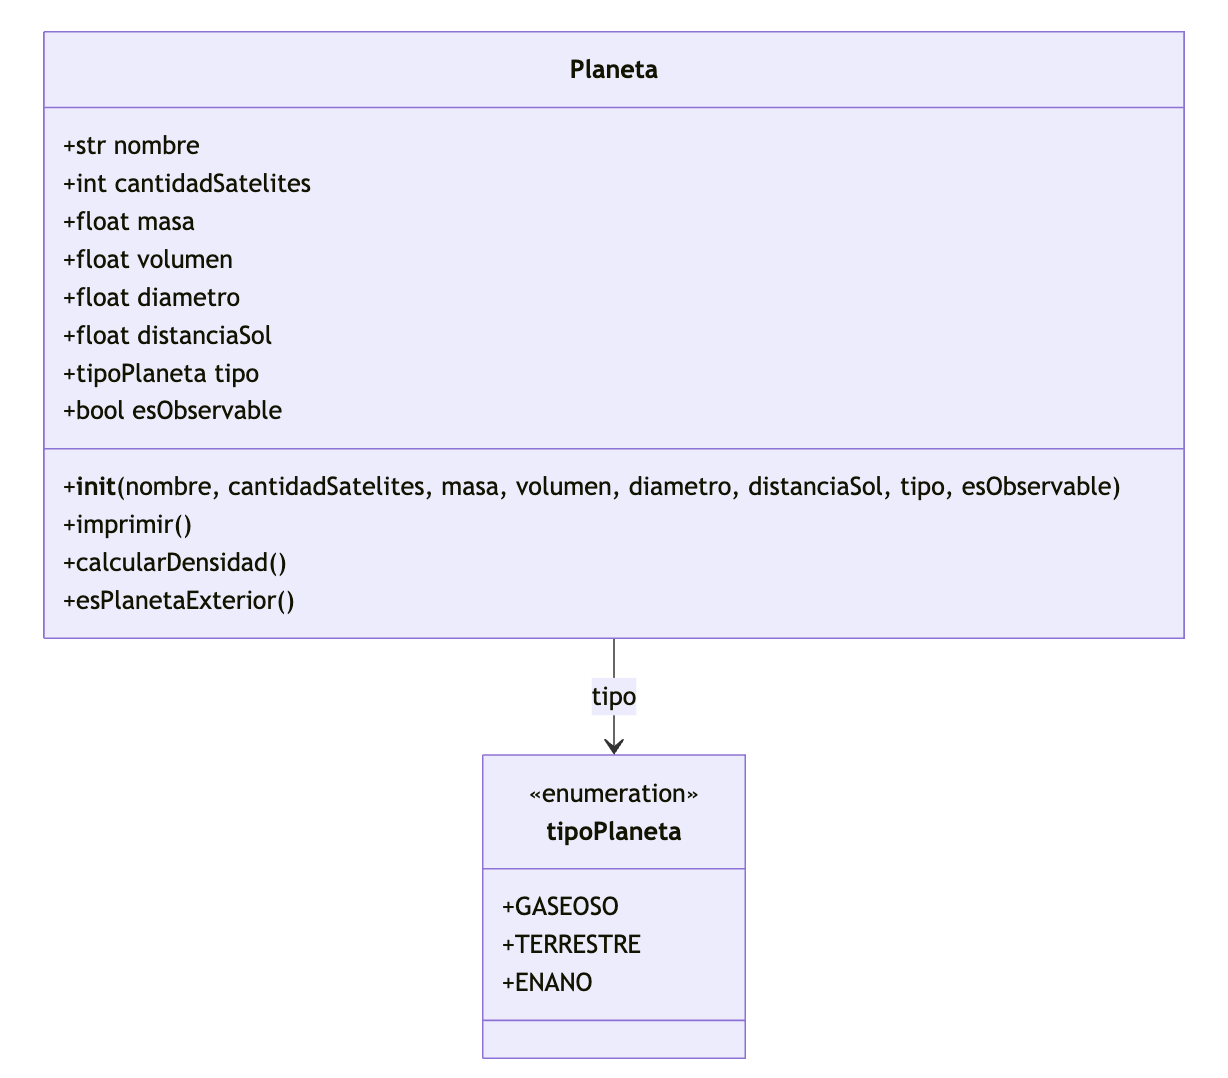 Planeta
+str nombre
+int cantidadSatelites
+float masa
+float volumen
+float diametro
+float distanciaSol
+tipoPlaneta tipo
+bool esObservable
+init(nombre, cantidadSatelites, masa, volumen, diametro, distanciaSol, tipo, esObservable)
+imprimir()
+calcularDensidad()
+esPlanetaExterior()
tipo
«enumeration»
tipoPlaneta
+GASEOSO
+TERRESTRE
+ENANO